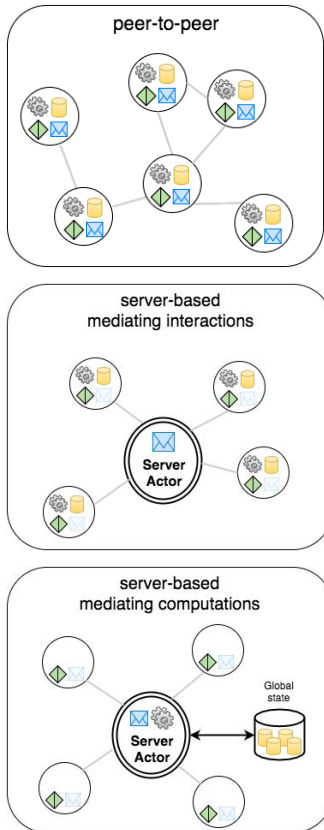 peer-to-peer
server-based
mediating interactions
Server
Actor
server-based
mediating computations
Global
state
Server
Actor